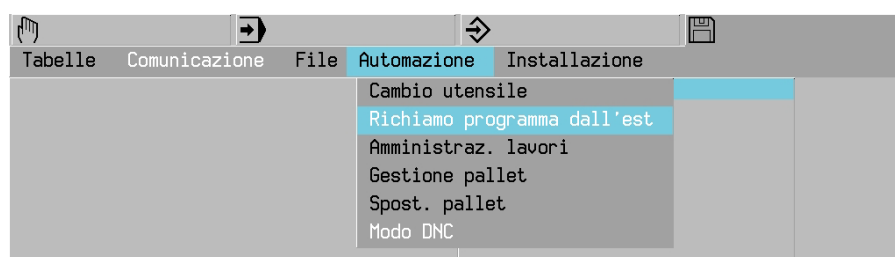 Tabelle Comunicazione File Automazione Installazione
Cambio utensile
Richiamo programma dall'est
Amministraz. lavori
Gestione pallet
Spost. pallet
Modo DNC